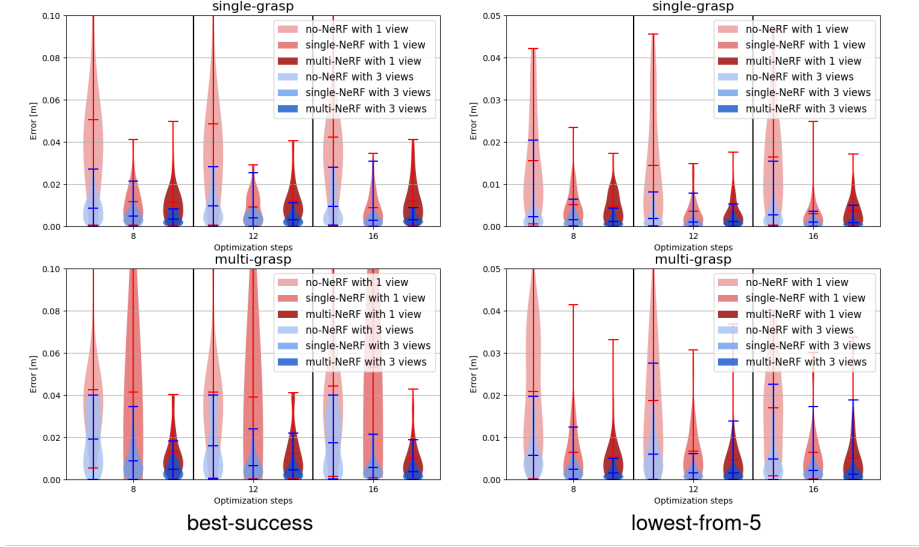 single-grasp
0.10
0.08
0.06
0.04
0.02
0.00
Error [m]
no-NeRF with 1 view
single-NeRF with 1 view
multi-NeRF with 1 view
no-NeRF with 3 views
single-NeRF with 3 views
multi-NeRF with 3 views
8
12
16
Optimization steps
single-grasp
0.05
0.04
0.03
0.02
0.01
0.00
Error [m]
no-NeRF with 1 view
single-NeRF with 1 view
multi-NeRF with 1 view
no-NeRF with 3 views
single-NeRF with 3 views
multi-NeRF with 3 views
8
12
16
Optimization steps
multi-grasp
0.10
0.08
0.06
0.04
0.02
0.00
Error [m]
no-NeRF with 1 view
single-NeRF with 1 view
multi-NeRF with 1 view
no-NeRF with 3 views
single-NeRF with 3 views
multi-NeRF with 3 views
8
12
16
Optimization steps
multi-grasp
0.05
0.04
0.03
0.02
0.01
0.00
Error [m]
no-NeRF with 1 view
single-NeRF with 1 view
multi-NeRF with 1 view
no-NeRF with 3 views
single-NeRF with 3 views
multi-NeRF with 3 views
8
12
16
Optimization steps
best-success
lowest-from-5